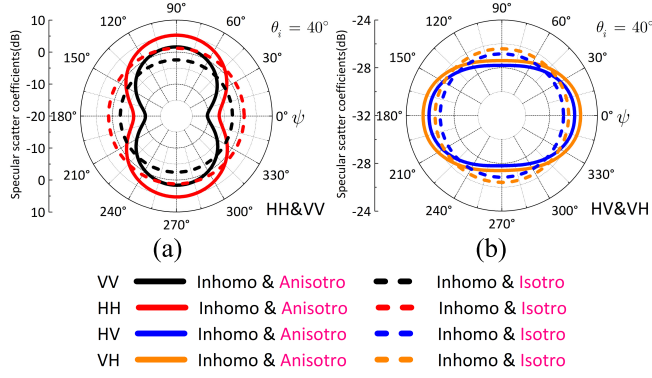 90° 90°
120° 60° 120° 60°
150° 30° 150° 30°
180° 0° ψ 180° 0° ψ
210° 330° 210° 330°
240° 300° 240° 300°
270° 270°
θi = 40° θi = 40°
Specular scatter coefficients(dB)
10
0
-10
-20
-10
0
10
Specular scatter coefficients(dB)
-24
-28
-32
-28
-24
HH&VV HV&VH
(a) (b)
VV Inhomo & Anisotro Inhomo & Isotro
HH Inhomo & Anisotro Inhomo & Isotro
HV Inhomo & Anisotro Inhomo & Isotro
VH Inhomo & Anisotro Inhomo & Isotro